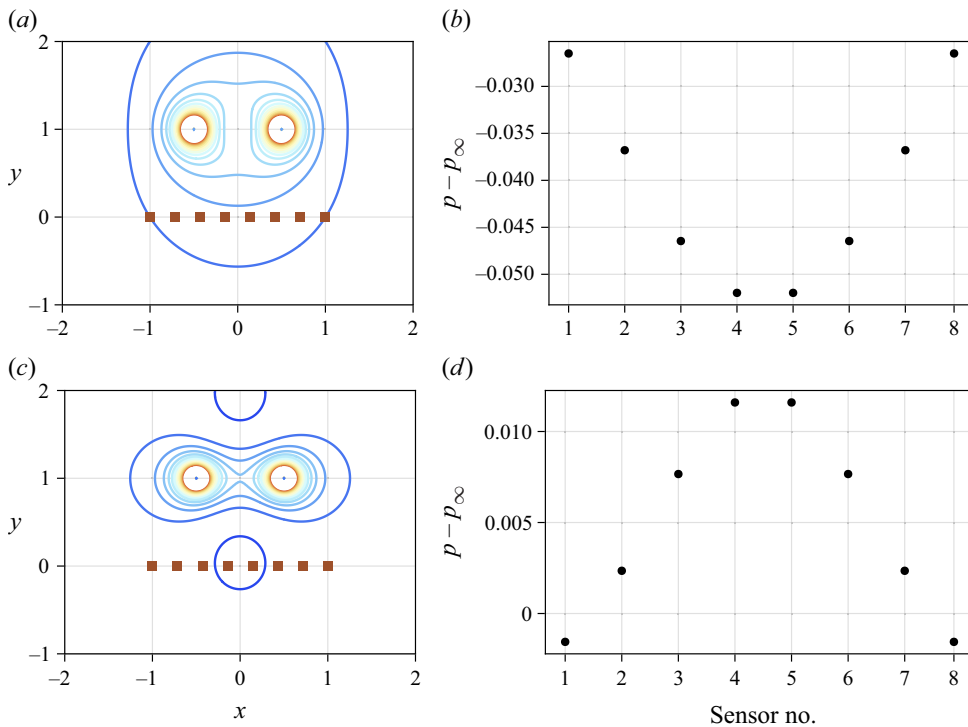 (a)
2
1
y
0
–1
–2
–1
0
1
2
(b)
–0.030
–0.035
–0.040
–0.045
–0.050
p – p∞
1 2 3 4 5 6 7 8
(c)
2
1
y
0
–1
–2
–1
0
1
2
x
(d)
0.010
0.005
0
p – p∞
1 2 3 4 5 6 7 8
Sensor no.